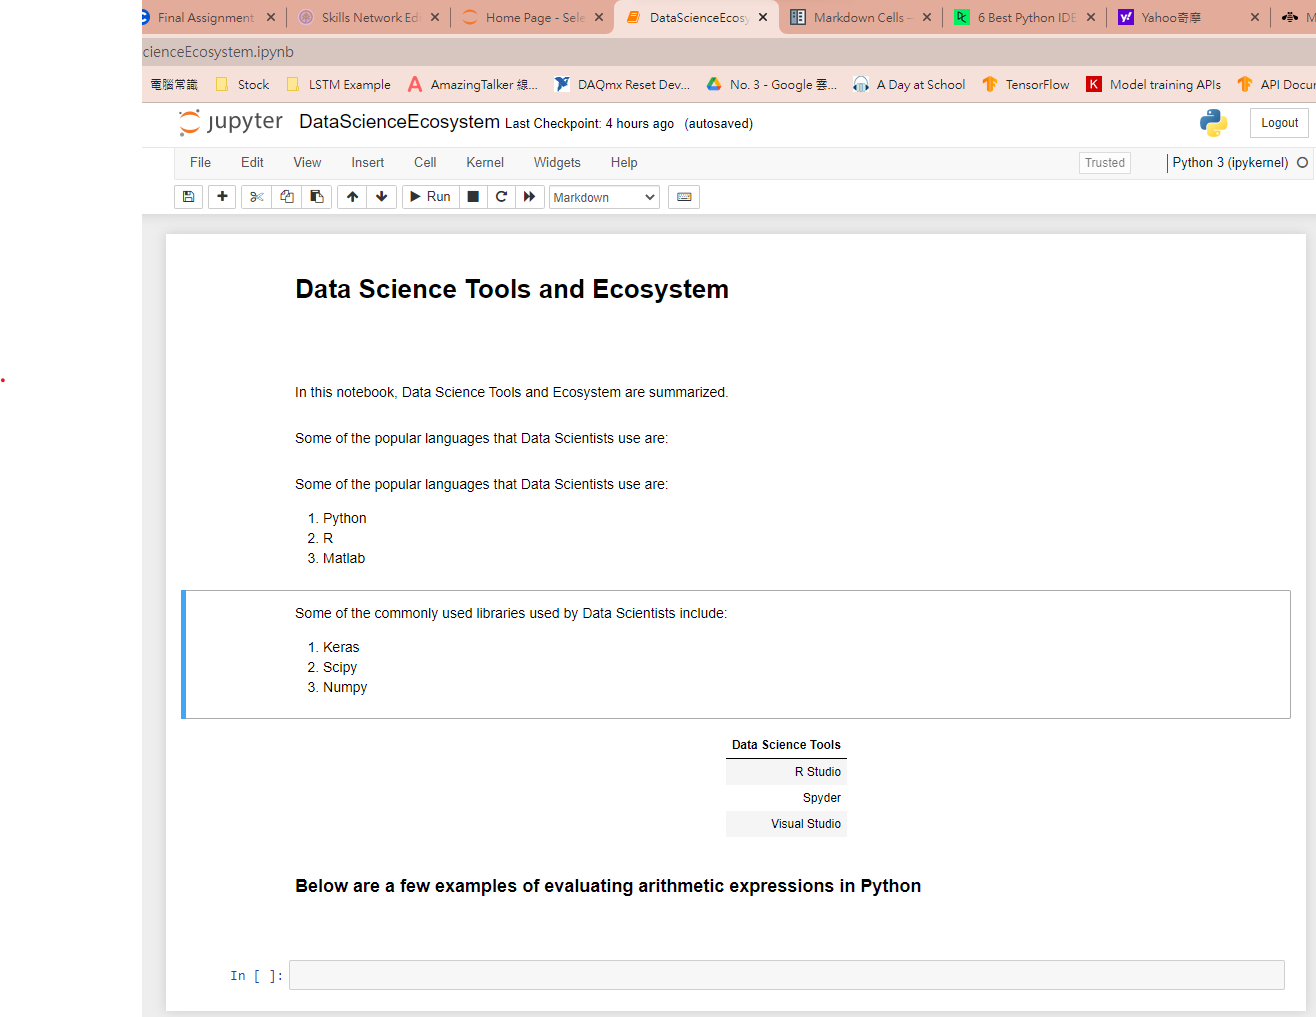 Final Assignment
Skills Network Ed
Home Page - Sele
DataScienceEcosy
Markdown Cells –
6 Best Python IDE
Yahoo奇摩
M
cienceEcosystem.ipynb
電腦常識
Stock
LSTM Example
AmazingTalker 線...
DAQmx Reset Dev...
No. 3 - Google 雲...
A Day at School
TensorFlow
K Model training APIs
API Docur
jupyter DataScienceEcosystem Last Checkpoint: 4 hours ago (autosaved)
Logout
File Edit View Insert Cell Kernel Widgets Help
Trusted
Python 3 (ipykernel)
Run
Markdown
Data Science Tools and Ecosystem
In this notebook, Data Science Tools and Ecosystem are summarized.
Some of the popular languages that Data Scientists use are:
Some of the popular languages that Data Scientists use are:
1. Python
2. R
3. Matlab
Some of the commonly used libraries used by Data Scientists include:
1. Keras
2. Scipy
3. Numpy
Data Science Tools
R Studio
Spyder
Visual Studio
Below are a few examples of evaluating arithmetic expressions in Python
In [ ]: